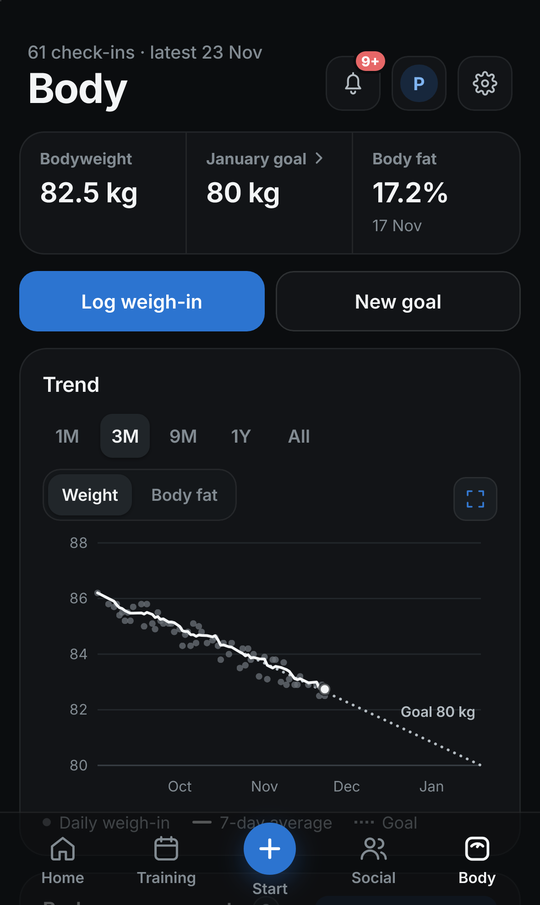 61 check-ins · latest 23 Nov
Body
9+
P
Bodyweight
January goal
Body fat
82.5 kg
80 kg
17.2%
17 Nov
Log weigh-in
New goal
Trend
1M
3M
9M
1Y
All
Weight
Body fat
88
86
84
82
80
Goal 80 kg
Oct
Nov
Dec
Jan
Daily weigh-in
7-day average
Goal
Home
Training
Start
Social
Body